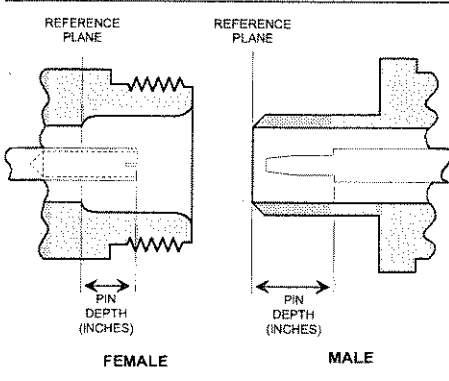 REFERENCE
PLANE
REFERENCE
PLANE
PIN
DEPTH
(INCHES)
PIN
DEPTH
(INCHES)
FEMALE
MALE